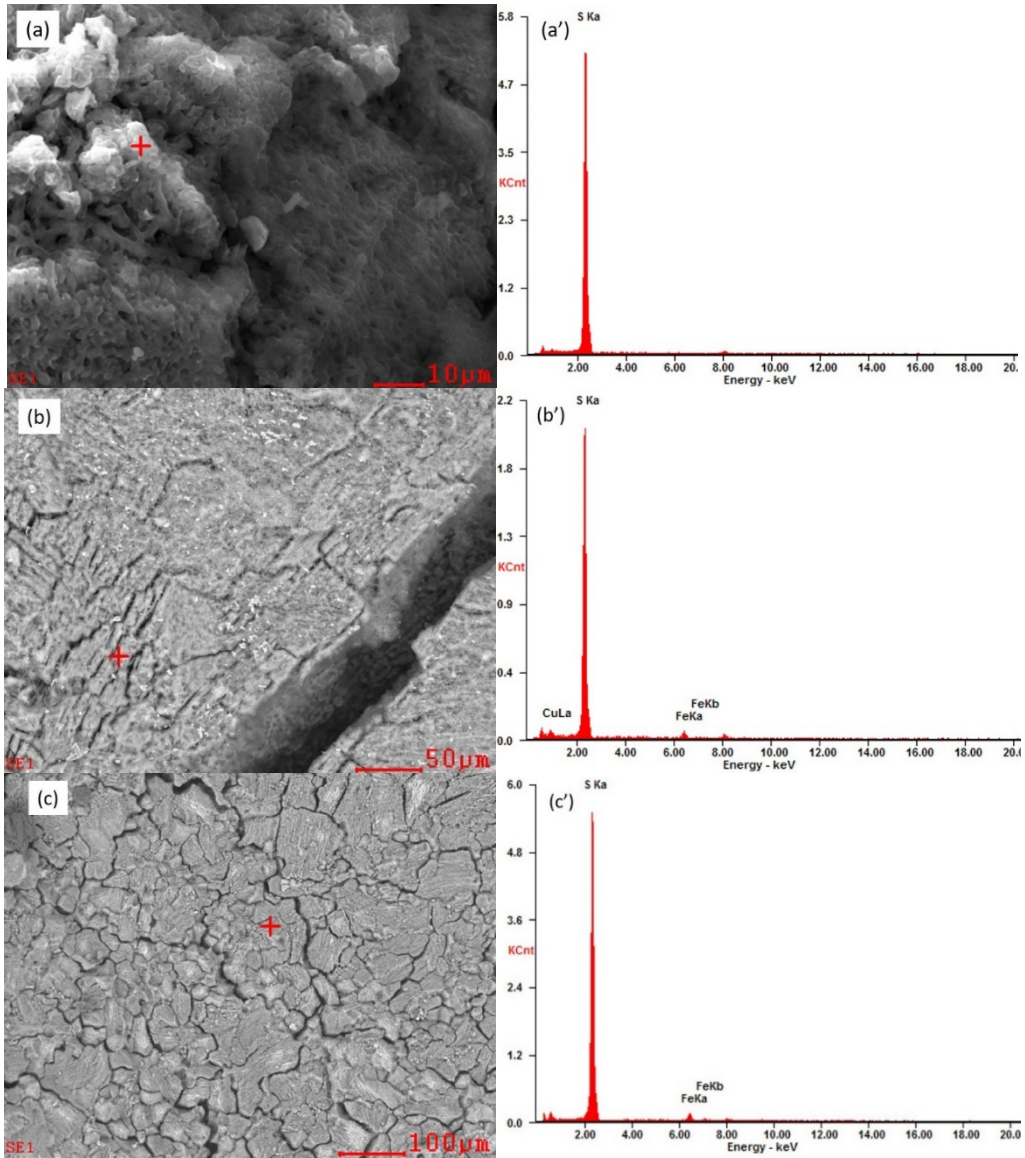 (a)
SE1
10µm
(a’)
S Ka
5.8
4.7
3.5
KCnt
2.3
1.2
0.0
2.00 4.00 6.00 8.00 10.00 12.00 14.00 16.00 18.00 20.0
Energy - keV
(b)
SE1
50µm
(b’)
S Ka
2.2
1.8
1.3
KCnt
0.9
0.4
0.0
CuLa
FeKb
FeKa
2.00 4.00 6.00 8.00 10.00 12.00 14.00 16.00 18.00 20.0
Energy - keV
(c)
SE1
100µm
(c’)
S Ka
6.0
4.8
3.6
KCnt
2.4
1.2
0.0
FeKb
FeKa
2.00 4.00 6.00 8.00 10.00 12.00 14.00 16.00 18.00 20.0
Energy - keV